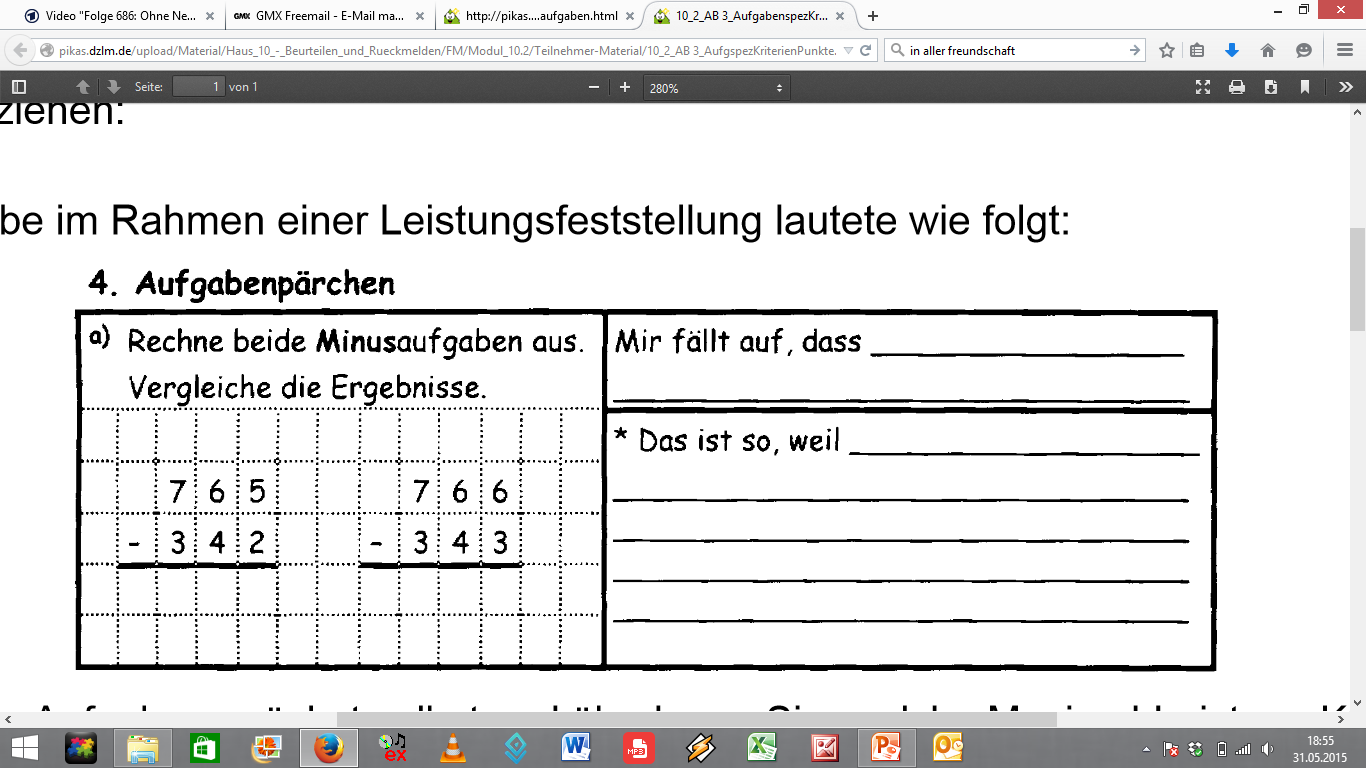 Video "Folge 686: Ohne Ne...
GMX Freemail - E-Mail ma...
http://pikas....aufgaben.html
10_2_AB 3_AufgabenspezKr...
pikas.dzlm.de/upload/Material/Haus_10_-_Beurteilen_und_Rueckmelden/FM/Modul_10.2/Teilnehmer-Material/10_2_AB 3_AufgspezKriterienPunkte.
in aller freundschaft
Seite: 1 von 1
280%
ziehen:
be im Rahmen einer Leistungsfeststellung lautete wie folgt:
4. Aufgabenpärchen
a) Rechne beide Minusaufgaben aus.
Vergleiche die Ergebnisse.
7 6 5 7 6 6
- 3 4 2 - 3 4 3
Mir fällt auf, dass
* Das ist so, weil
18:55
31.05.2015